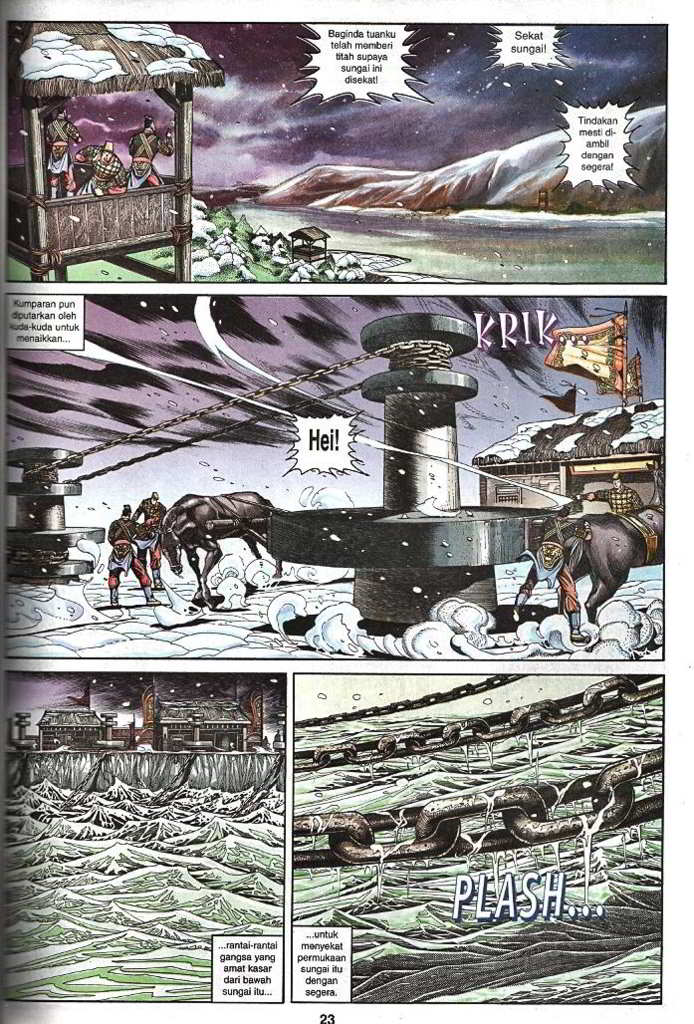 Baginda tuanku
telah memberi
titah supaya
sungai ini
disekat!
Sekat
sungai!
Tindakan
mesti di-
ambil
dengan
segera!
Kumparan pun
diputarkan oleh
kuda-kuda untuk
menaikkan...
KRIK...
Hei!
...rantai-rantai
gangsa yang
amat kasar
dari bawah
sungai itu...
PLASH...
...untuk
menyekat
permukaan
sungai itu
dengan
segera.
23